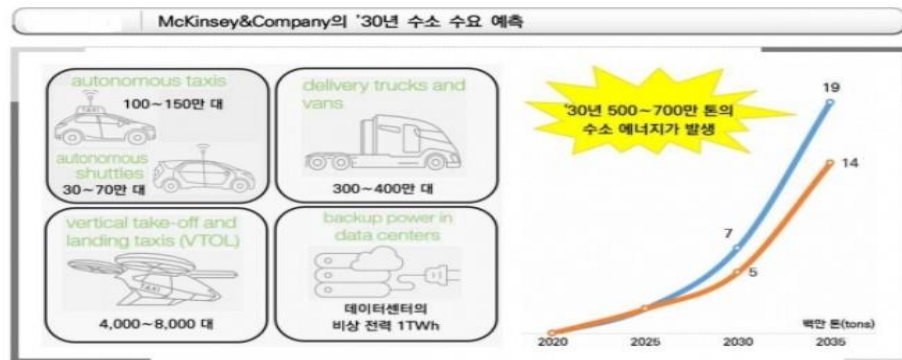 McKinsey&Company의 '30년 수소 수요 예측
autonomous taxis
100~150만 대
autonomous
shuttles
30~70만 대
delivery trucks and
vans
300~400만 대
vertical take-off and
landing taxis (VTOL)
TAXI
4,000~8,000 대
backup power in
data centers
데이터센터의
비상 전력 1TWh
'30년 500~700만 톤의
수소 에너지가 발생
19
14
7
5
백만 톤(tons)
2020 2025 2030 2035